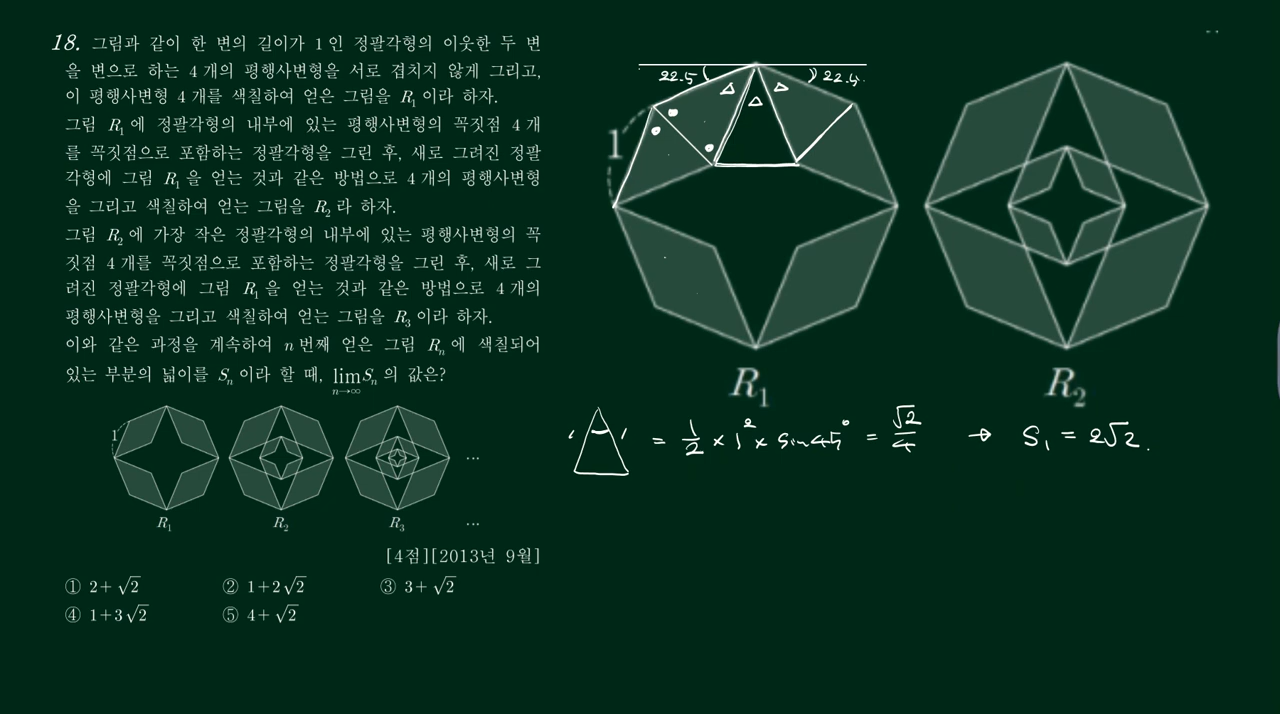 18. 그림과 같이 한 변의 길이가 1인 정팔각형의 이웃한 두 변
을 변으로 하는 4개의 평행사변형을 서로 겹치지 않게 그리고,
이 평행사변형 4개를 색칠하여 얻은 그림을 R₁이라 하자.
그림 R₁에 정팔각형의 내부에 있는 평행사변형의 꼭짓점 4개
를 꼭짓점으로 포함하는 정팔각형을 그린 후, 새로 그려진 정팔
각형에 그림 R₁을 얻는 것과 같은 방법으로 4개의 평행사변형
을 그리고 색칠하여 얻는 그림을 R₂라 하자.
그림 R₂에 가장 작은 정팔각형의 내부에 있는 평행사변형의 꼭
짓점 4개를 꼭짓점으로 포함하는 정팔각형을 그린 후, 새로 그
려진 정팔각형에 그림 R₁을 얻는 것과 같은 방법으로 4개의
평행사변형을 그리고 색칠하여 얻는 그림을 R₃이라 하자.
이와 같은 과정을 계속하여 n번째 얻은 그림 Rₙ에 색칠되어
있는 부분의 넓이를 Sₙ이라 할 때, lim Sₙ의 값은?
n→∞
1
R₁ R₂ R₃ ...
...
[4점][2013년 9월]
① 2+√2 ② 1+2√2 ③ 3+√2
④ 1+3√2 ⑤ 4+√2
22.5 22.5
1
R₁ R₂
1 1 = 1/2 × 1² × sin45° = √2/4 → S₁ = 2√2.